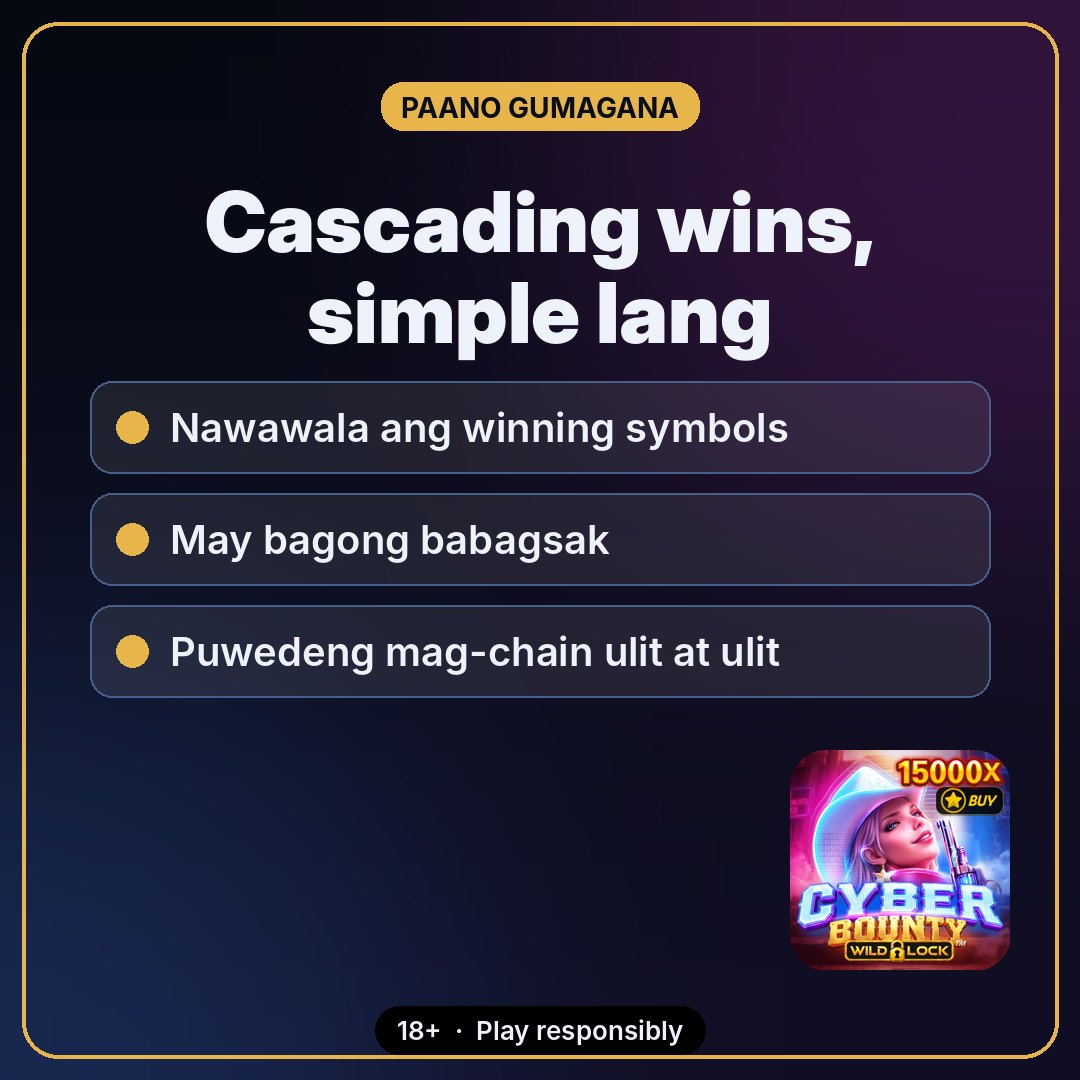 PAANO GUMAGANA
Cascading wins,
simple lang
Nawawala ang winning symbols
May bagong babagsak
Puwedeng mag-chain ulit at ulit
15000X
BUY
CYBER
BOUNTY™
WILD LOCK
18+ · Play responsibly